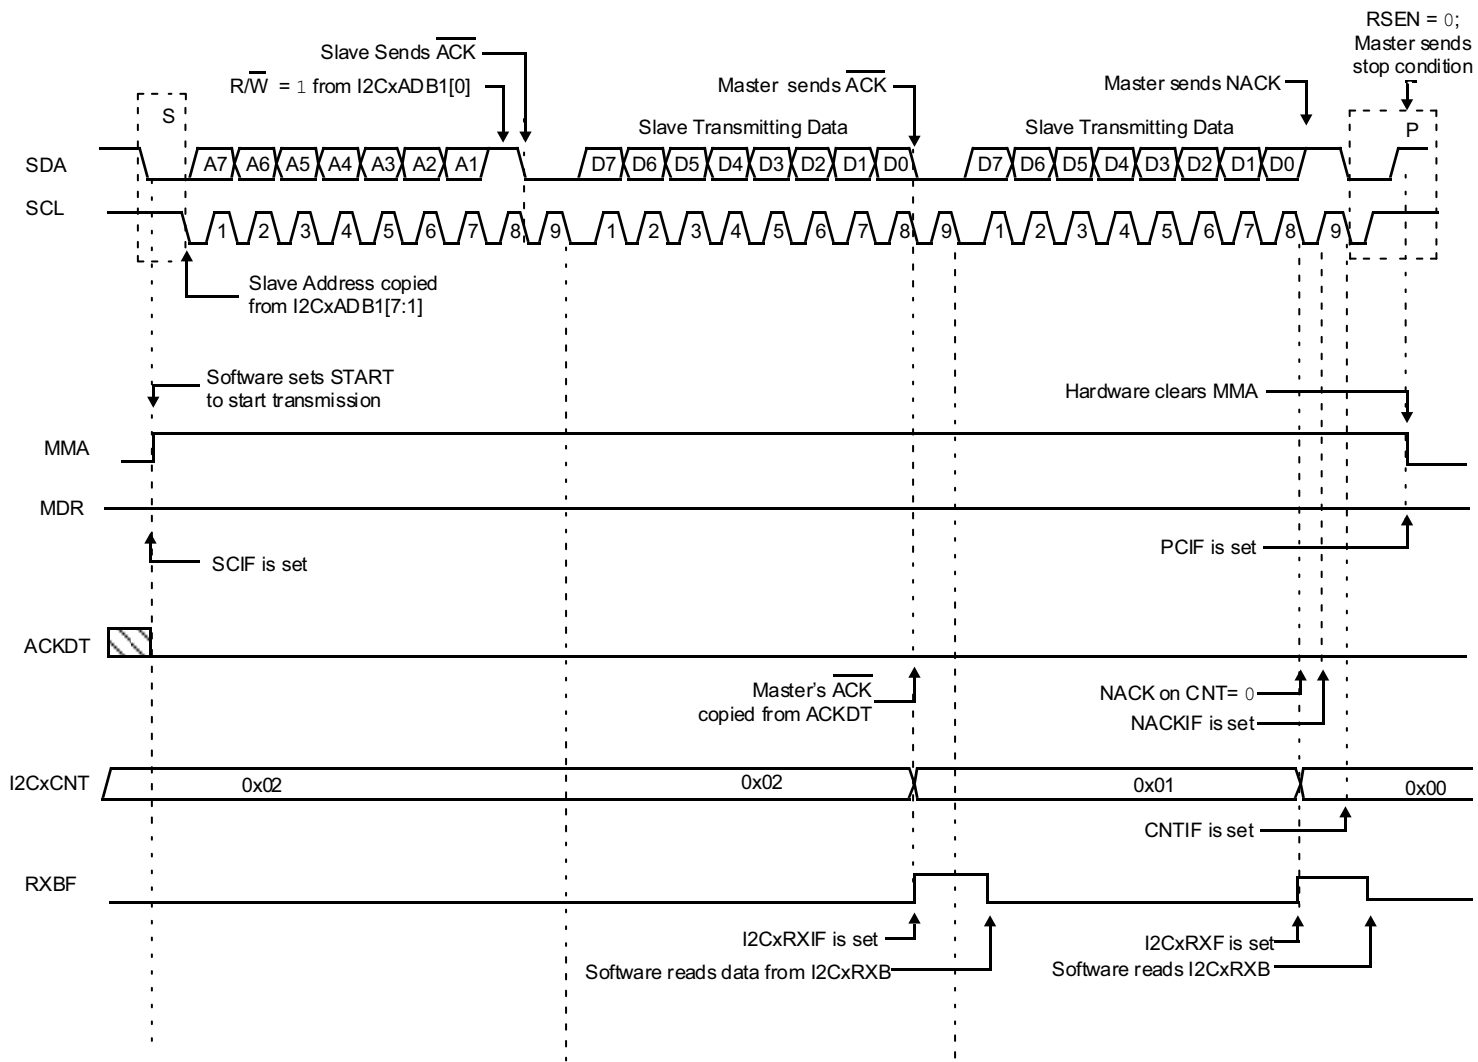 RSEN = 0;
Master sends
stop condition
Slave Sends ACK
R/W = 1 from I2CxADB1[0]
Master sends ACK
Master sends NACK
S
Slave Transmitting Data
Slave Transmitting Data
P
SDA
A7 A6 A5 A4 A3 A2 A1
D7 D6 D5 D4 D3 D2 D1 D0
D7 D6 D5 D4 D3 D2 D1 D0
SCL
1 2 3 4 5 6 7 8 9
1 2 3 4 5 6 7 8 9
1 2 3 4 5 6 7 8 9
Slave Address copied
from I2CxADB1[7:1]
Software sets START
to start transmission
Hardware clears MMA
MMA
MDR
SCIF is set
PCIF is set
ACKDT
Master's ACK
copied from ACKDT
NACK on CNT= 0
NACKIF is set
I2CxCNT
0x02
0x02
0x01
0x00
CNTIF is set
RXBF
I2CxRXIF is set
Software reads data from I2CxRXB
I2CxRXF is set
Software reads I2CxRXB